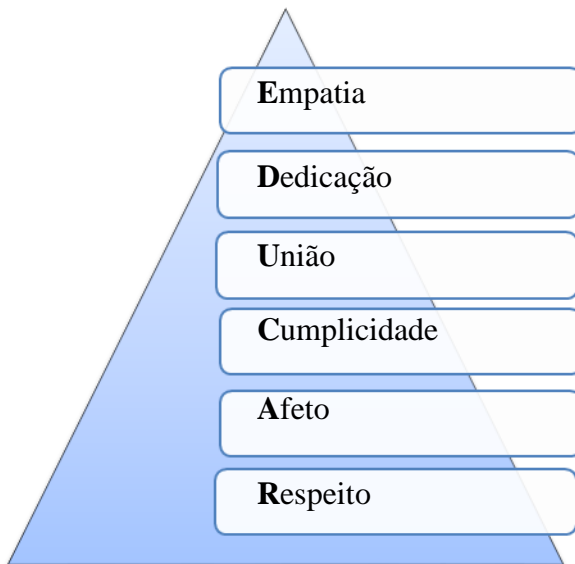 Empatia
Dedicação
União
Cumplicidade
Afeto
Respeito